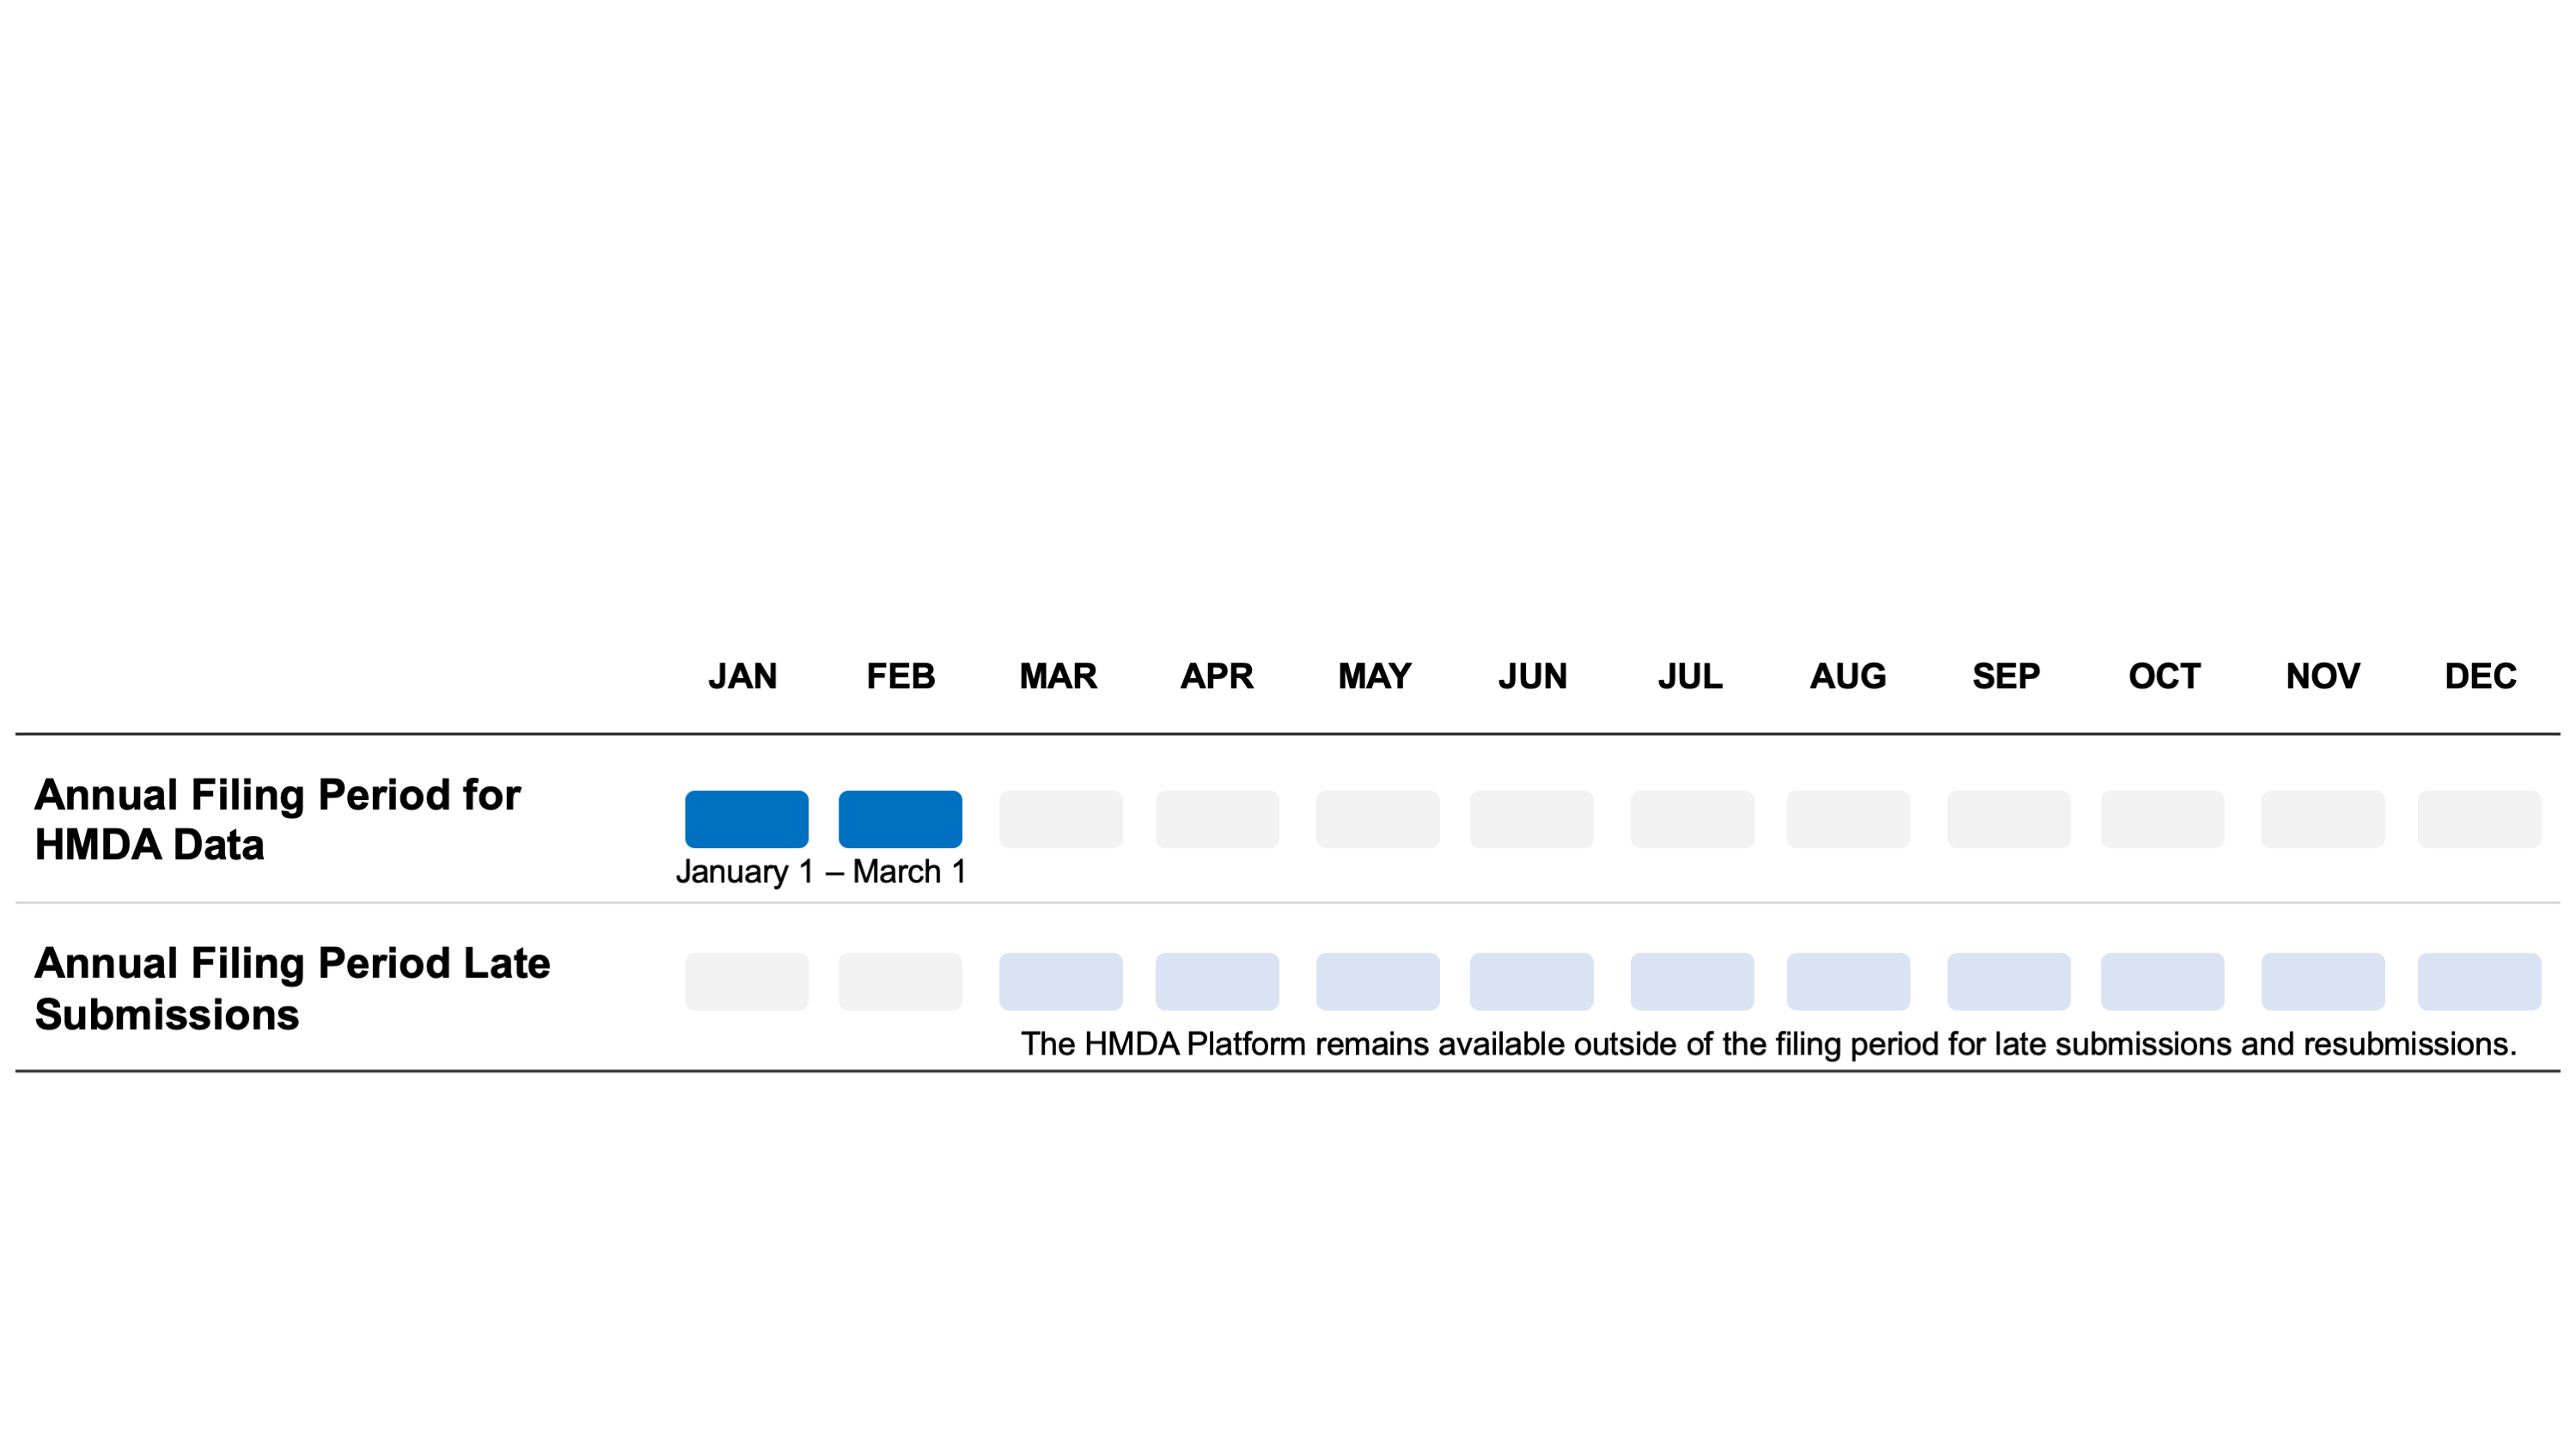 JAN FEB MAR APR MAY JUN JUL AUG SEP OCT NOV DEC
Annual Filing Period for
HMDA Data
January 1 – March 1
Annual Filing Period Late
Submissions
The HMDA Platform remains available outside of the filing period for late submissions and resubmissions.